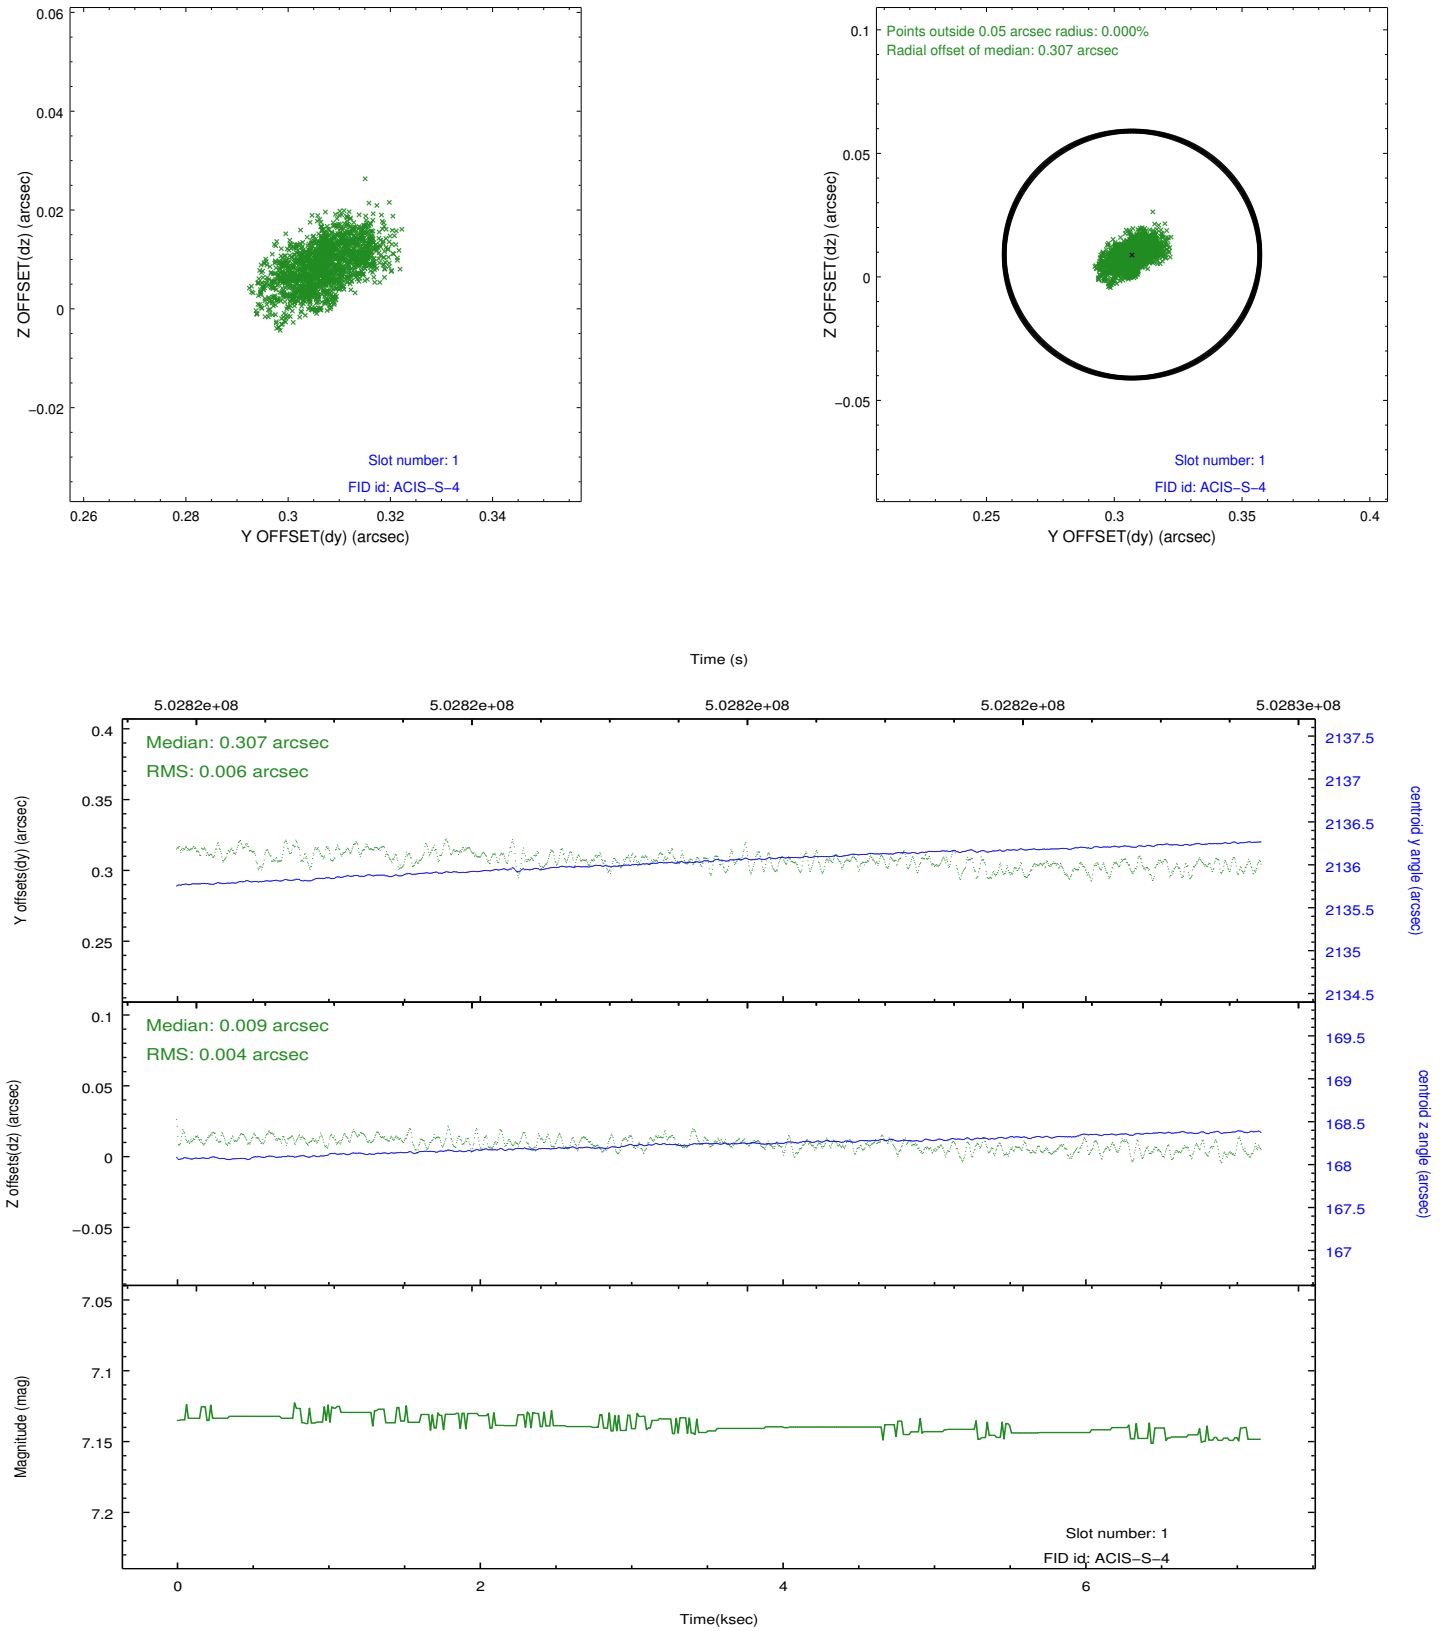 0.06
0.04
0.02
0
−0.02
Z OFFSET(dz) (arcsec)
Slot number: 1
FID id: ACIS−S−4
0.26 0.28 0.3 0.32 0.34
Y OFFSET(dy) (arcsec)
Points outside 0.05 arcsec radius: 0.000%
Radial offset of median: 0.307 arcsec
0.1
0.05
0
−0.05
Z OFFSET(dz) (arcsec)
Slot number: 1
FID id: ACIS−S−4
0.25 0.3 0.35 0.4
Y OFFSET(dy) (arcsec)
Time (s)
5.0282e+08 5.0282e+08 5.0282e+08 5.0282e+08 5.0283e+08
Median: 0.307 arcsec
RMS: 0.006 arcsec
0.4
0.35
0.3
0.25
Y offsets(dy) (arcsec)
2137.5
2137
2136.5
2136
2135.5
2135
2134.5
centroid y angle (arcsec)
Median: 0.009 arcsec
RMS: 0.004 arcsec
0.1
0.05
0
−0.05
Z offsets(dz) (arcsec)
169.5
169
168.5
168
167.5
167
centroid z angle (arcsec)
7.05
7.1
7.15
7.2
Magnitude (mag)
Slot number: 1
FID id: ACIS−S−4
0 2 4 6
Time(ksec)